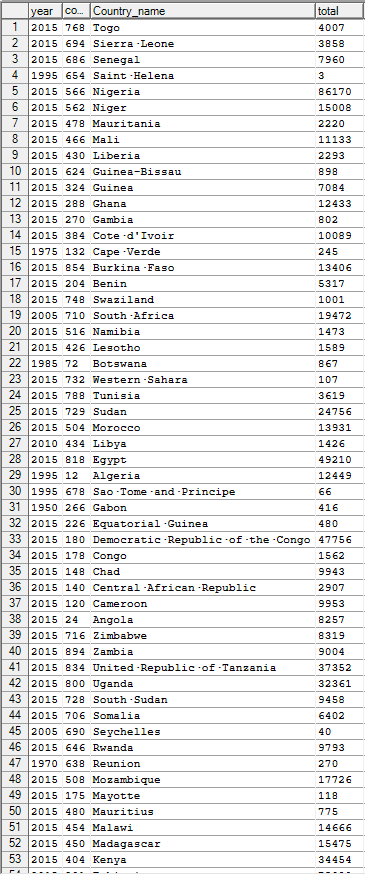 year co… Country_name total
1 2015 768 Togo 4007
2 2015 694 Sierra·Leone 3858
3 2015 686 Senegal 7960
4 1995 654 Saint·Helena 3
5 2015 566 Nigeria 86170
6 2015 562 Niger 15008
7 2015 478 Mauritania 2220
8 2015 466 Mali 11133
9 2015 430 Liberia 2293
10 2015 624 Guinea-Bissau 898
11 2015 324 Guinea 7084
12 2015 288 Ghana 12433
13 2015 270 Gambia 802
14 2015 384 Cote·d'Ivoir 10089
15 1975 132 Cape·Verde 245
16 2015 854 Burkina·Faso 13406
17 2015 204 Benin 5317
18 2015 748 Swaziland 1001
19 2005 710 South·Africa 19472
20 2015 516 Namibia 1473
21 2015 426 Lesotho 1589
22 1985 72 Botswana 867
23 2015 732 Western·Sahara 107
24 2015 788 Tunisia 3619
25 2015 729 Sudan 24756
26 2015 504 Morocco 13931
27 2010 434 Libya 1426
28 2015 818 Egypt 49210
29 1995 12 Algeria 12449
30 1995 678 Sao·Tome·and·Principe 66
31 1950 266 Gabon 416
32 2015 226 Equatorial·Guinea 480
33 2015 180 Democratic·Republic·of·the·Congo 47756
34 2015 178 Congo 1562
35 2015 148 Chad 9943
36 2015 140 Central·African·Republic 2907
37 2015 120 Cameroon 9953
38 2015 24 Angola 8257
39 2015 716 Zimbabwe 8319
40 2015 894 Zambia 9004
41 2015 834 United·Republic·of·Tanzania 37352
42 2015 800 Uganda 32361
43 2015 728 South·Sudan 9458
44 2015 706 Somalia 6402
45 2005 690 Seychelles 40
46 2015 646 Rwanda 9793
47 1970 638 Reunion 270
48 2015 508 Mozambique 17726
49 2015 175 Mayotte 118
50 2015 480 Mauritius 775
51 2015 454 Malawi 14666
52 2015 450 Madagascar 15475
53 2015 404 Kenya 34454